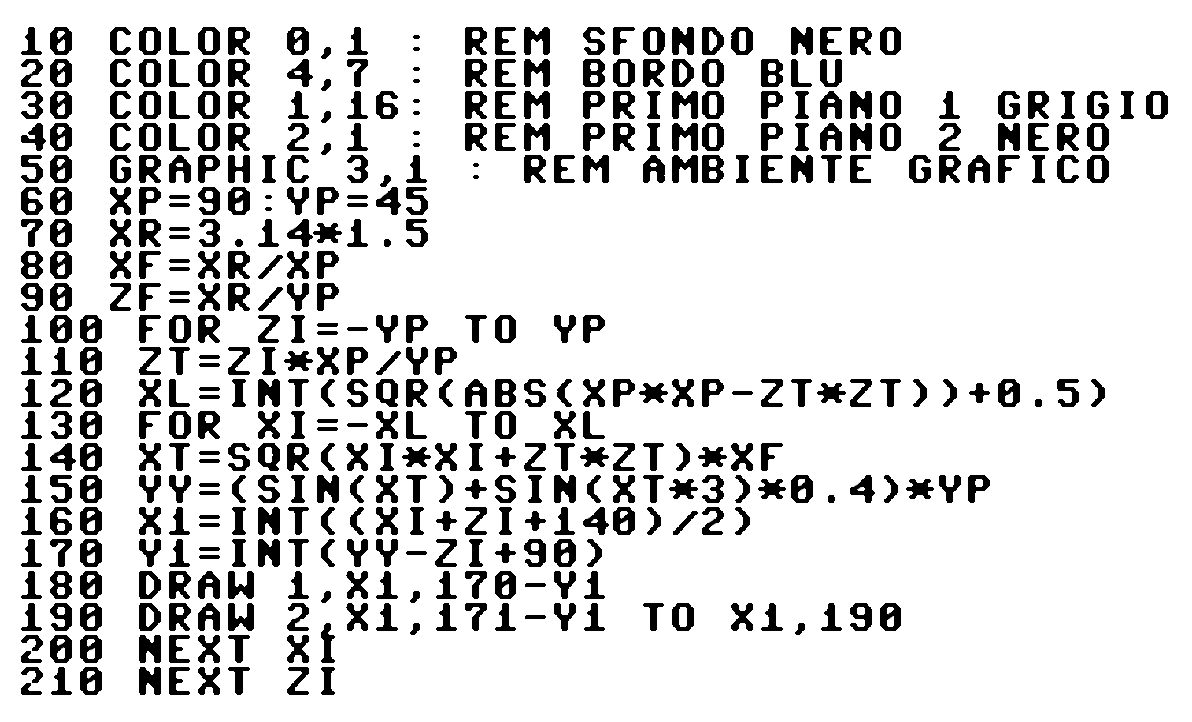 10 COLOR 0,1 : REM SFONDO NERO
20 COLOR 4,7 : REM BORDO BLU
30 COLOR 1,16: REM PRIMO PIANO 1 GRIGIO
40 COLOR 2,1 : REM PRIMO PIANO 2 NERO
50 GRAPHIC 3,1 : REM AMBIENTE GRAFICO
60 XP=90:YP=45
70 XR=3.14*1.5
80 XF=XR/XP
90 ZF=XR/YP
100 FOR ZI=-YP TO YP
110 ZT=ZI*XP/YP
120 XL=INT(SQR(ABS(XP*XP-ZT*ZT))+0.5)
130 FOR XI=-XL TO XL
140 XT=SQR(XI*XI+ZT*ZT)*XF
150 YY=(SIN(XT)+SIN(XT*3)*0.4)*YP
160 X1=INT((XI+ZI+140)/2)
170 Y1=INT(YY-ZI+90)
180 DRAW 1,X1,170-Y1
190 DRAW 2,X1,171-Y1 TO X1,190
200 NEXT XI
210 NEXT ZI